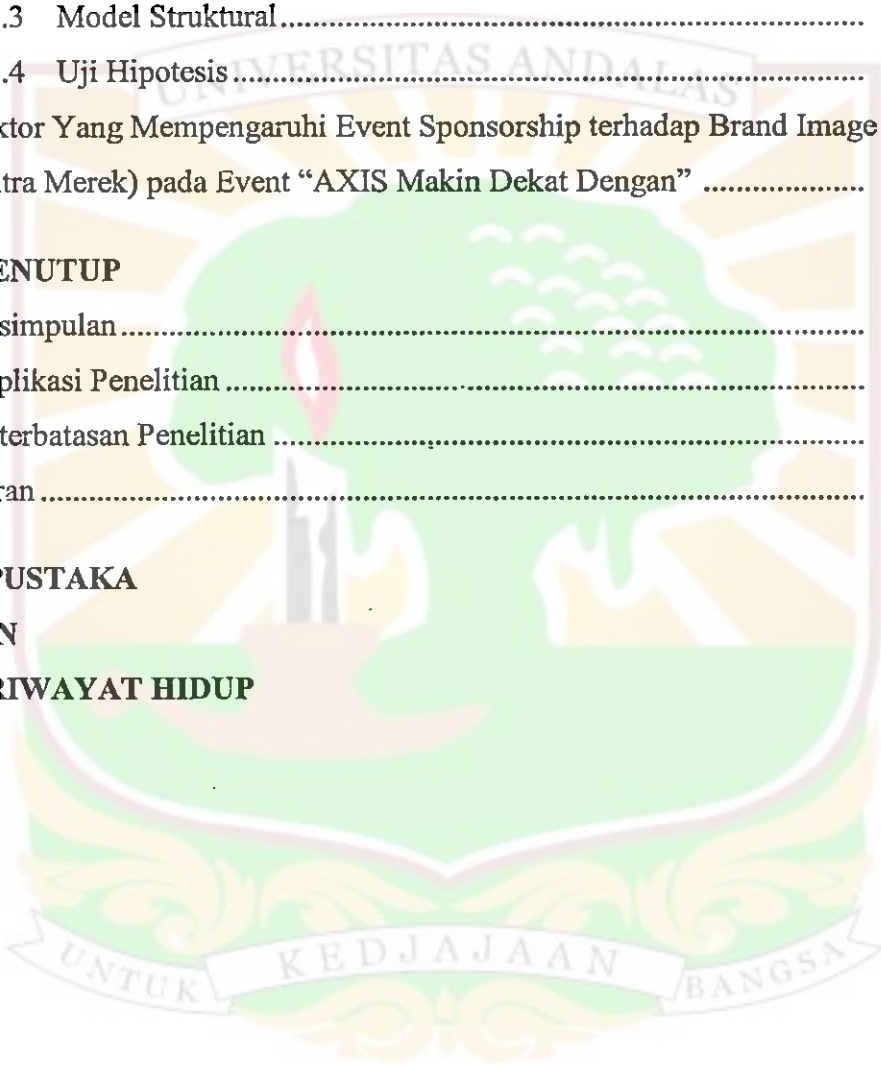 .3 Model Struktural........................................................................
.4 Uji Hipotesis..............................................................................
UNIVERSITAS ANDALAS
ktor Yang Mempengaruhi Event Sponsorship terhadap Brand Image
tra Merek) pada Event “AXIS Makin Dekat Dengan” ....................
ENUTUP
simpulan............................................................................................
plikasi Penelitian ................................................................................
terbatasan Penelitian ..........................................................................
ran......................................................................................................
PUSTAKA
N
RIWAYAT HIDUP
UNTUK KEDJAJAAN BANGSA